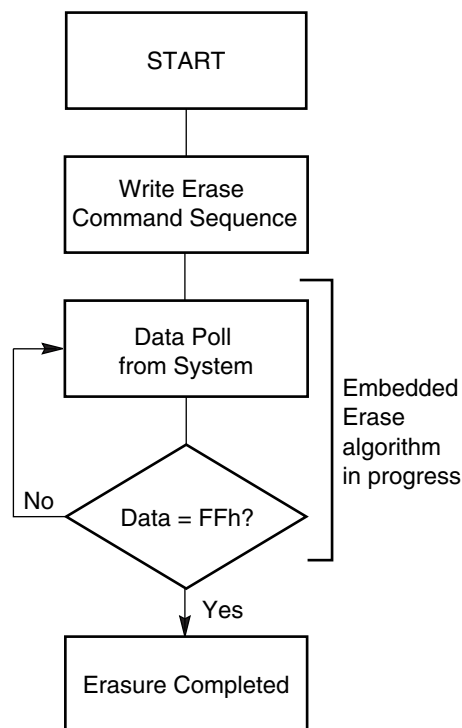 START
Write Erase
Command Sequence
Data Poll
from System
Embedded
Erase
algorithm
in progress
No
Data = FFh?
Yes
Erasure Completed